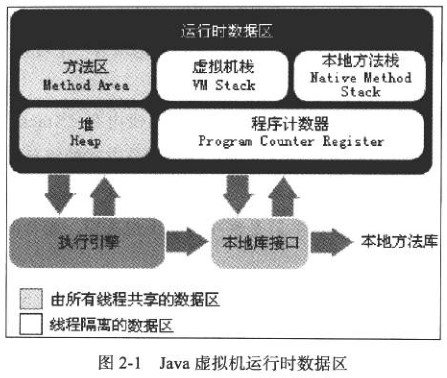 运行时数据区
方法区
Method Area
虚拟机栈
VM Stack
本地方法栈
Native Method
Stack
堆
Heap
程序计数器
Program Counter Register
执行引擎
本地库接口
本地方法库
由所有线程共享的数据区
线程隔离的数据区
图 2-1 Java 虚拟机运行时数据区